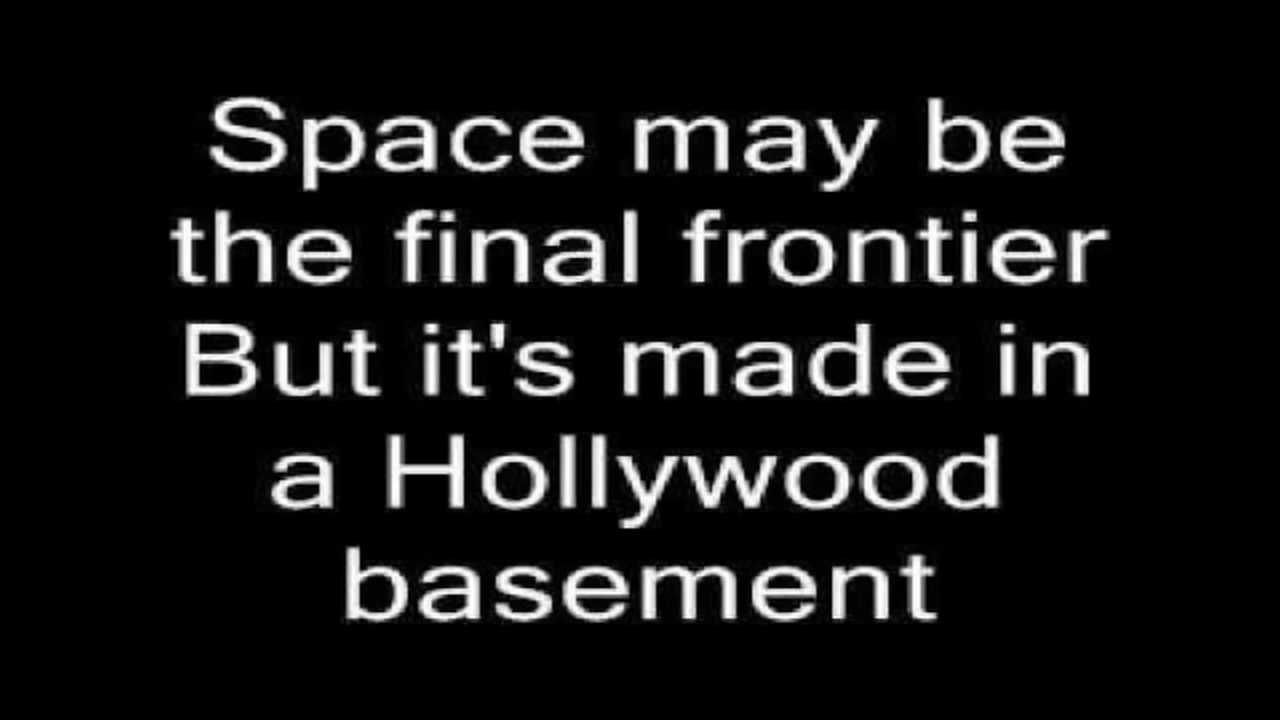 Space may be
the final frontier
But it's made in
a Hollywood
basement